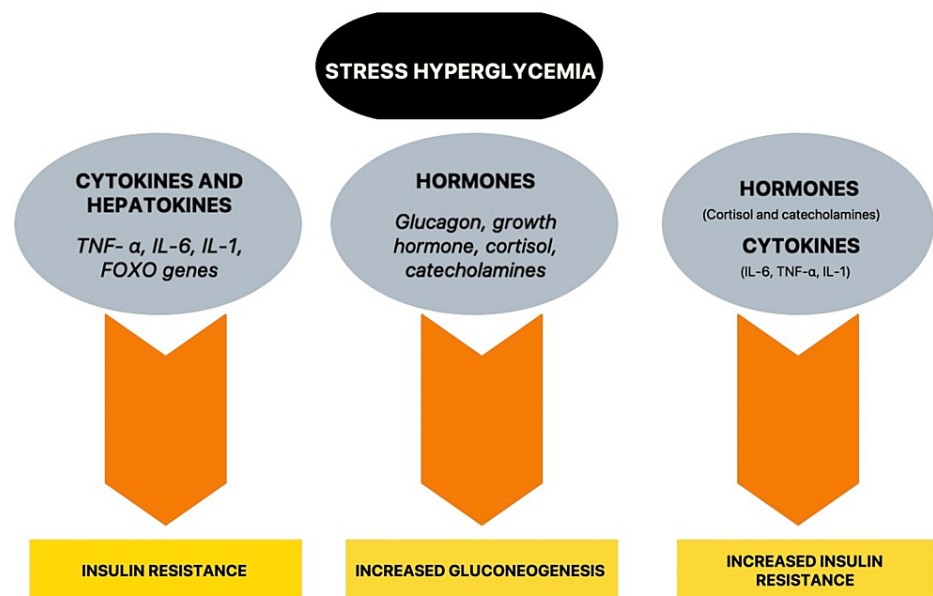 STRESS HYPERGLYCEMIA
CYTOKINES AND
HEPATOKINES
TNF- α, IL-6, IL-1,
FOXO genes
HORMONES
Glucagon, growth
hormone, cortisol,
catecholamines
HORMONES
(Cortisol and catecholamines)
CYTOKINES
(IL-6, TNF-α, IL-1)
INSULIN RESISTANCE
INCREASED GLUCONEOGENESIS
INCREASED INSULIN
RESISTANCE